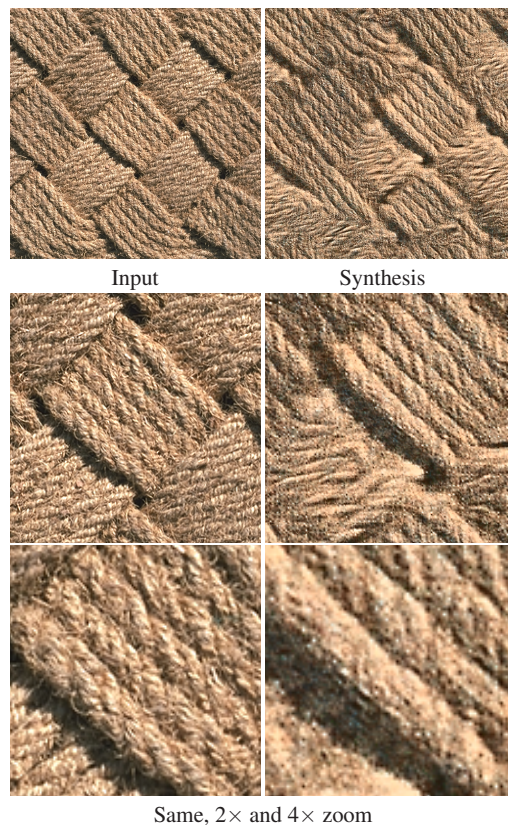 Input
Synthesis
Same, 2× and 4× zoom